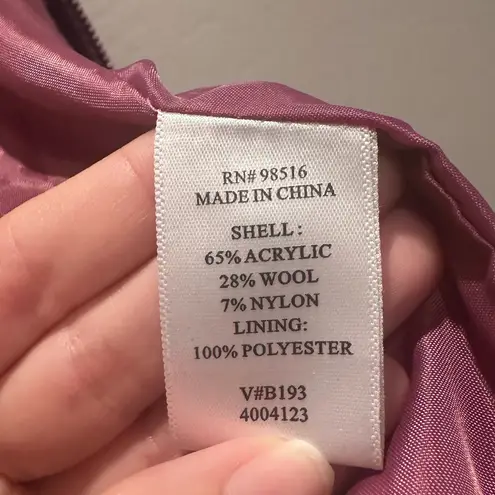 RN# 98516
MADE IN CHINA
SHELL :
65% ACRYLIC
28% WOOL
7% NYLON
LINING:
100% POLYESTER
V#B193
4004123